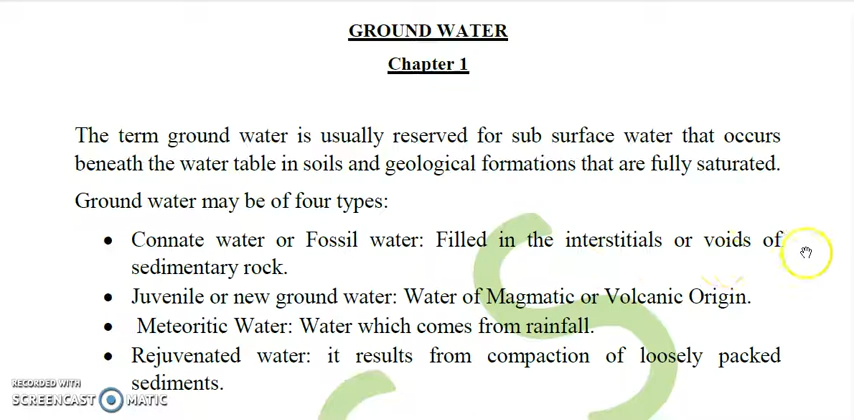 GROUND WATER
Chapter 1
The term ground water is usually reserved for sub surface water that occurs
beneath the water table in soils and geological formations that are fully saturated.
Ground water may be of four types:
• Connate water or Fossil water: Filled in the interstitials or voids of
sedimentary rock.
• Juvenile or new ground water: Water of Magmatic or Volcanic Origin.
• Meteoritic Water: Water which comes from rainfall.
• Rejuvenated water: it results from compaction of loosely packed
sediments.
RECORDED WITH
SCREENCAST MATIC